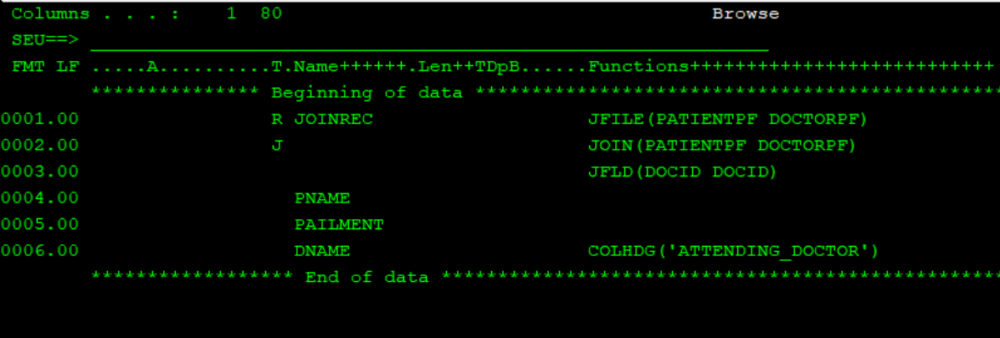 Columns . . . :    1  80                                      Browse
SEU==>
FMT LF .....A..........T.Name++++++.Len++TDpB......Functions+++++++++++++++++++++++++++
*************** Beginning of data ***********************************************
0001.00                 R JOINREC                   JFILE(PATIENTPF DOCTORPF)
0002.00                 J                           JOIN(PATIENTPF DOCTORPF)
0003.00                                             JFLD(DOCID DOCID)
0004.00                   PNAME
0005.00                   PAILMENT
0006.00                   DNAME                     COLHDG('ATTENDING_DOCTOR')
****************** End of data **************************************************